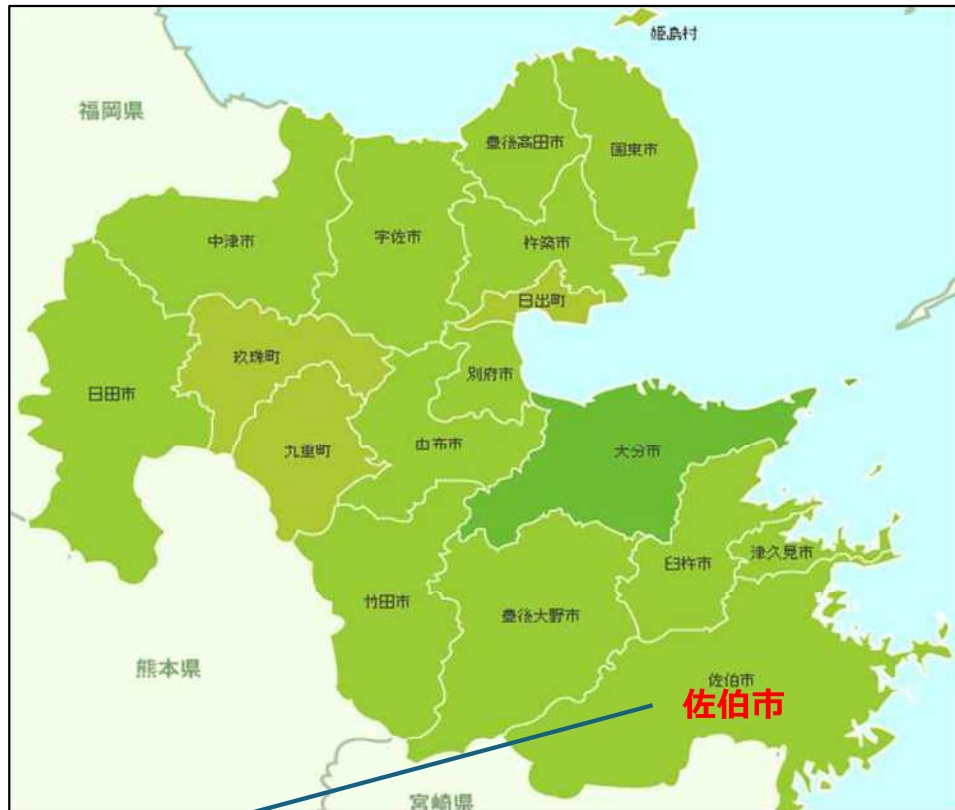 姫島村
福岡県
豊後高田市
国東市
中津市
宇佐市
杵築市
日出町
玖珠町
別府市
日田市
九重町
由布市
大分市
臼杵市
津久見市
竹田市
豊後大野市
熊本県
佐伯市
佐伯市
宮崎県